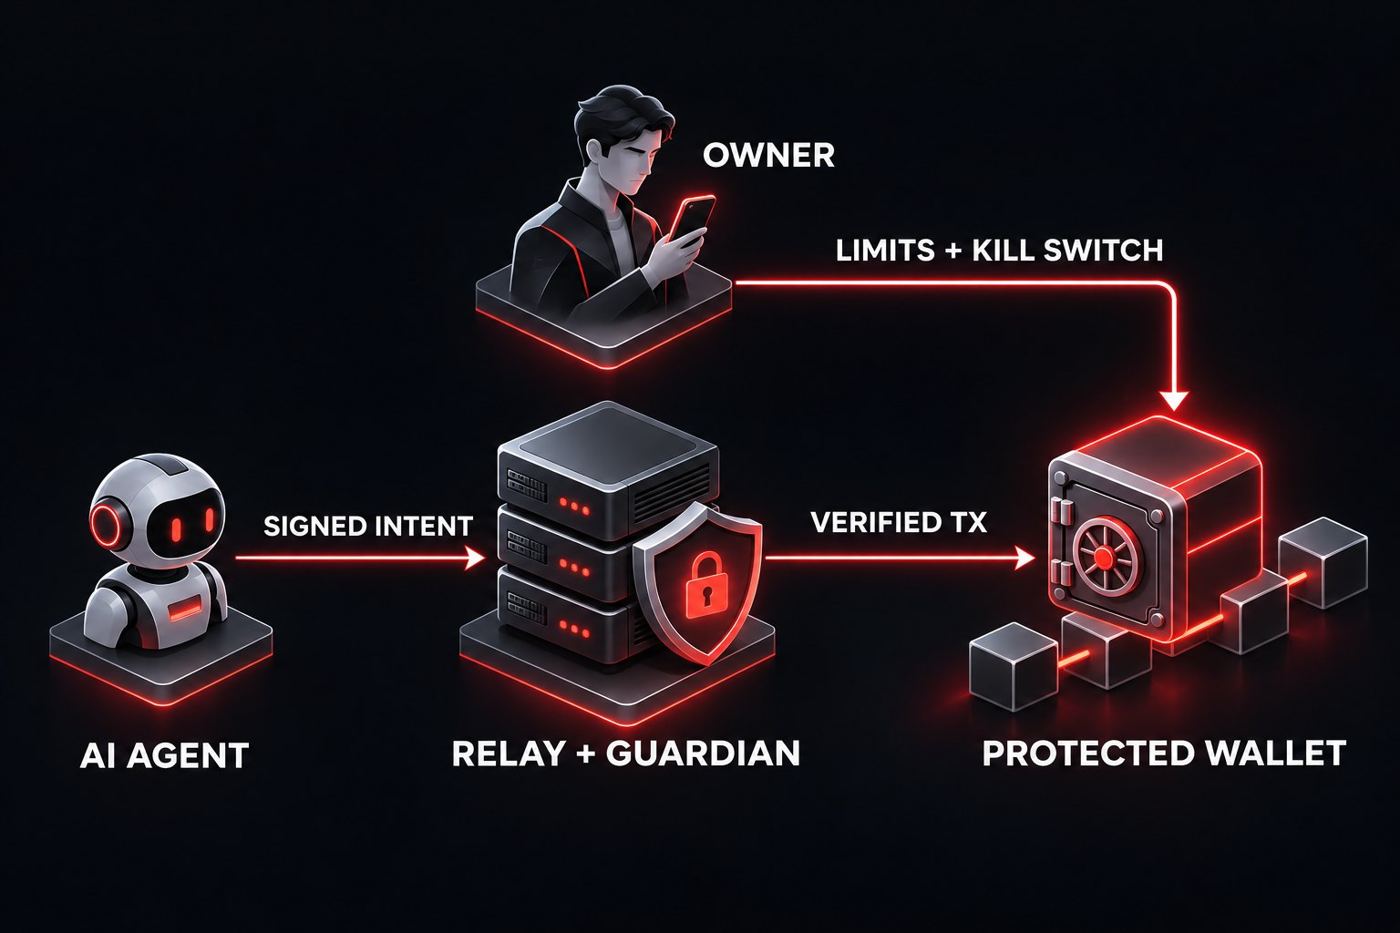 OWNER
LIMITS + KILL SWITCH
SIGNED INTENT
VERIFIED TX
AI AGENT
RELAY + GUARDIAN
PROTECTED WALLET